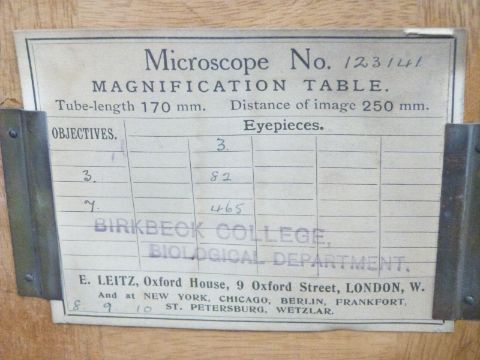 Microscope No. 123141
MAGNIFICATION TABLE.
Tube-length 170 mm. Distance of image 250 mm.
OBJECTIVES. Eyepieces.
3.
3. 82
7. 465
BIRKBECK COLLEGE,
BIOLOGICAL DEPARTMENT.
E. LEITZ, Oxford House, 9 Oxford Street, LONDON, W.
And at NEW YORK, CHICAGO, BERLIN, FRANKFORT,
8 9 10 ST. PETERSBURG, WETZLAR.